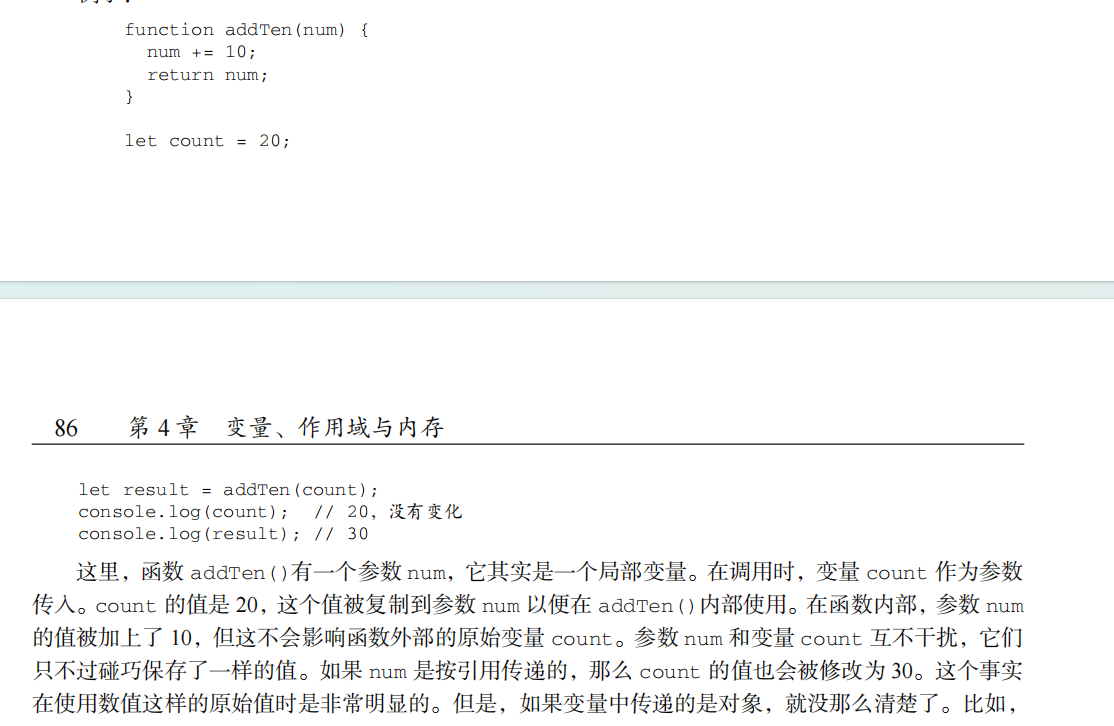 function addTen(num) {
num += 10;
return num;
}
let count = 20;
86 第 4 章 变量、作用域与内存
let result = addTen(count);
console.log(count); // 20，没有变化
console.log(result); // 30
这里，函数 addTen()有一个参数 num，它其实是一个局部变量。在调用时，变量 count 作为参数
传入。count 的值是 20，这个值被复制到参数 num 以便在 addTen()内部使用。在函数内部，参数 num
的值被加上了 10，但这不会影响函数外部的原始变量 count。参数 num 和变量 count 互不干扰，它们
只不过碰巧保存了一样的值。如果 num 是按引用传递的，那么 count 的值也会被修改为 30。这个事实
在使用数值这样的原始值时是非常明显的。但是，如果变量中传递的是对象，就没那么清楚了。比如，